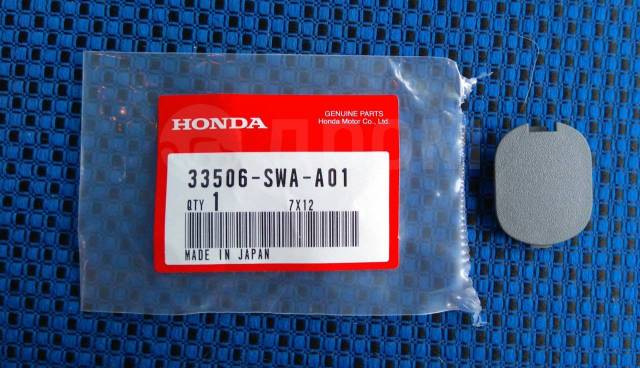 HONDA
GENUINE PARTS
Honda Motor Co., Ltd.
33506-SWA-A01
QTY 1 7X12
MADE IN JAPAN